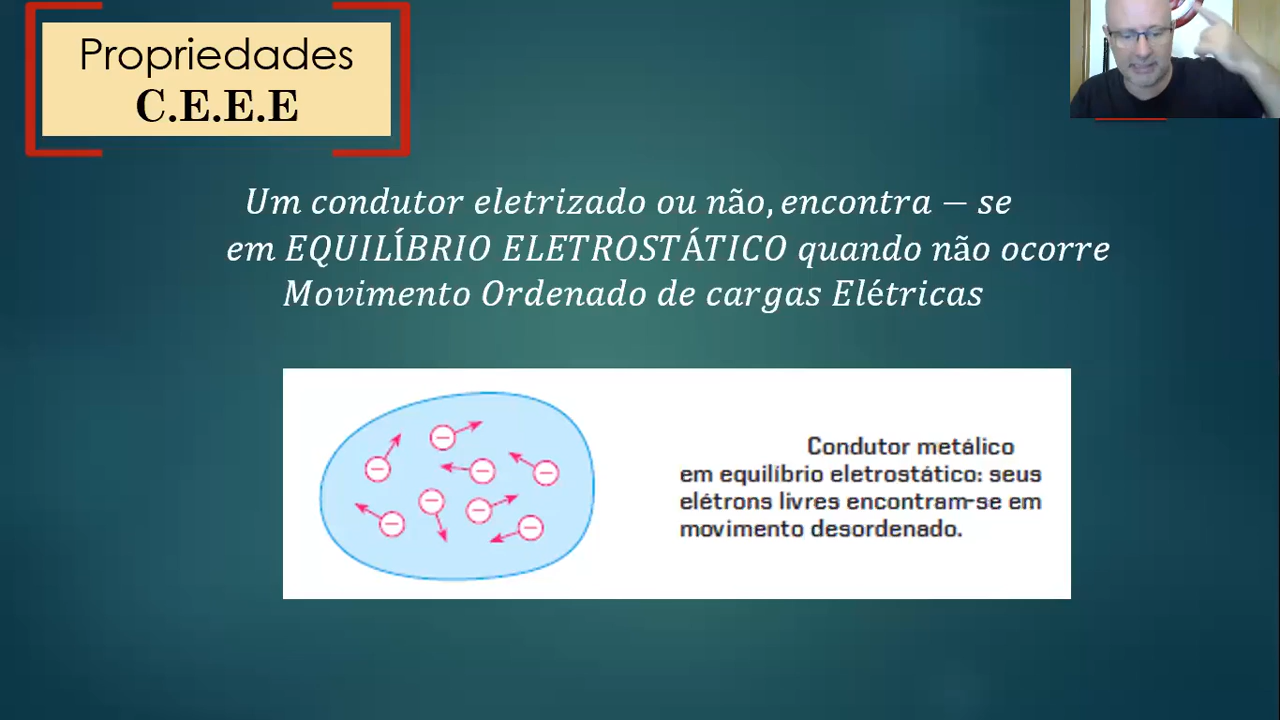 Propriedades
C.E.E.E
Um condutor eletrizado ou não, encontra − se
em EQUILÍBRIO ELETROSTÁTICO quando não ocorre
Movimento Ordenado de cargas Elétricas
Condutor metálico
em equilíbrio eletrostático: seus
elétrons livres encontram-se em
movimento desordenado.